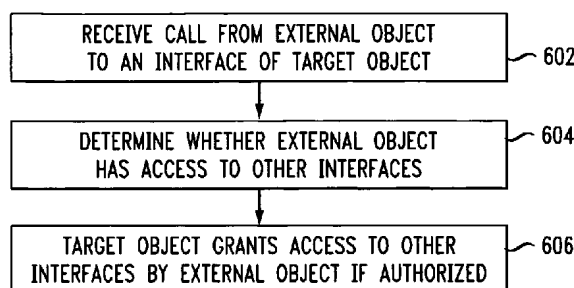 RECEIVE CALL FROM EXTERNAL OBJECT
TO AN INTERFACE OF TARGET OBJECT
602
DETERMINE WHETHER EXTERNAL OBJECT
HAS ACCESS TO OTHER INTERFACES
604
TARGET OBJECT GRANTS ACCESS TO OTHER
INTERFACES BY EXTERNAL OBJECT IF AUTHORIZED
606